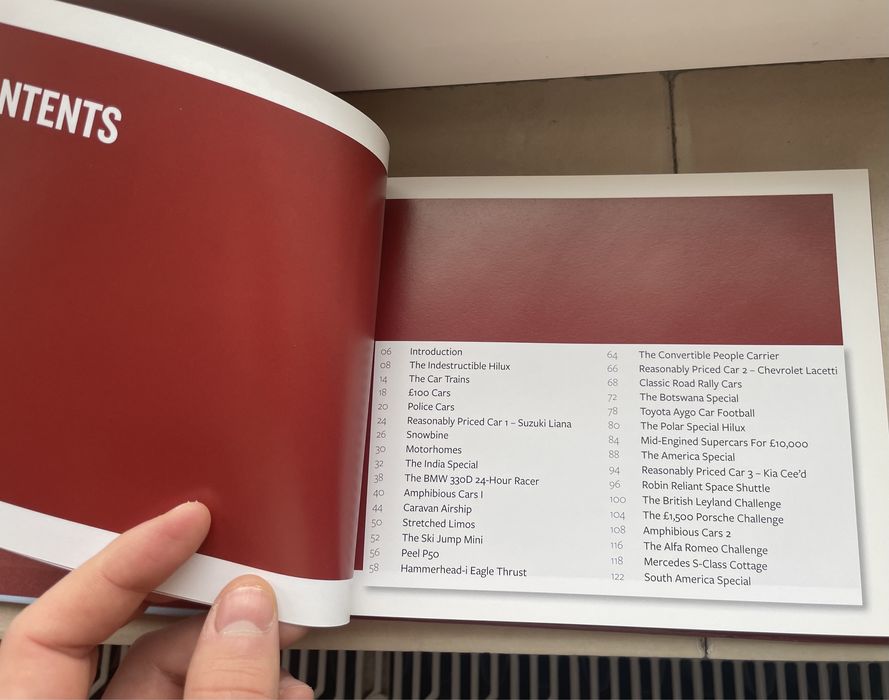 NTENTS
06 Introduction
08 The Indestructible Hilux
14 The Car Trains
18 £100 Cars
20 Police Cars
24 Reasonably Priced Car 1 – Suzuki Liana
26 Snowbine
30 Motorhomes
32 The India Special
38 The BMW 330D 24-Hour Racer
40 Amphibious Cars I
44 Caravan Airship
50 Stretched Limos
52 The Ski Jump Mini
56 Peel P50
58 Hammerhead-i Eagle Thrust
64 The Convertible People Carrier
66 Reasonably Priced Car 2 – Chevrolet Lacetti
68 Classic Road Rally Cars
72 The Botswana Special
78 Toyota Aygo Car Football
80 The Polar Special Hilux
84 Mid-Engined Supercars For £10,000
88 The America Special
94 Reasonably Priced Car 3 – Kia Cee'd
96 Robin Reliant Space Shuttle
100 The British Leyland Challenge
104 The £1,500 Porsche Challenge
108 Amphibious Cars 2
116 The Alfa Romeo Challenge
118 Mercedes S-Class Cottage
122 South America Special